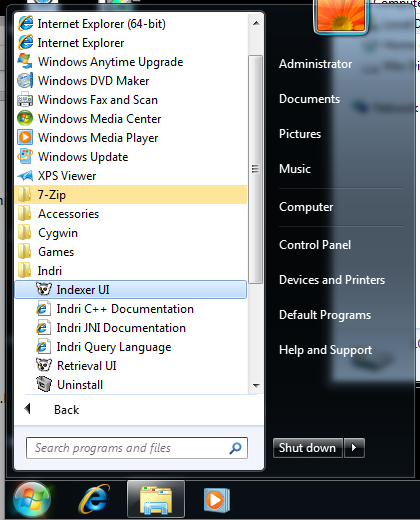 Internet Explorer (64-bit)
Internet Explorer
Windows Anytime Upgrade
Windows DVD Maker
Windows Fax and Scan
Windows Media Center
Windows Media Player
Windows Update
XPS Viewer
7-Zip
Accessories
Cygwin
Games
Indri
Indexer UI
Indri C++ Documentation
Indri JNI Documentation
Indri Query Language
Retrieval UI
Uninstall
Back
Search programs and files
Administrator
Documents
Pictures
Music
Computer
Control Panel
Devices and Printers
Default Programs
Help and Support
Shut down